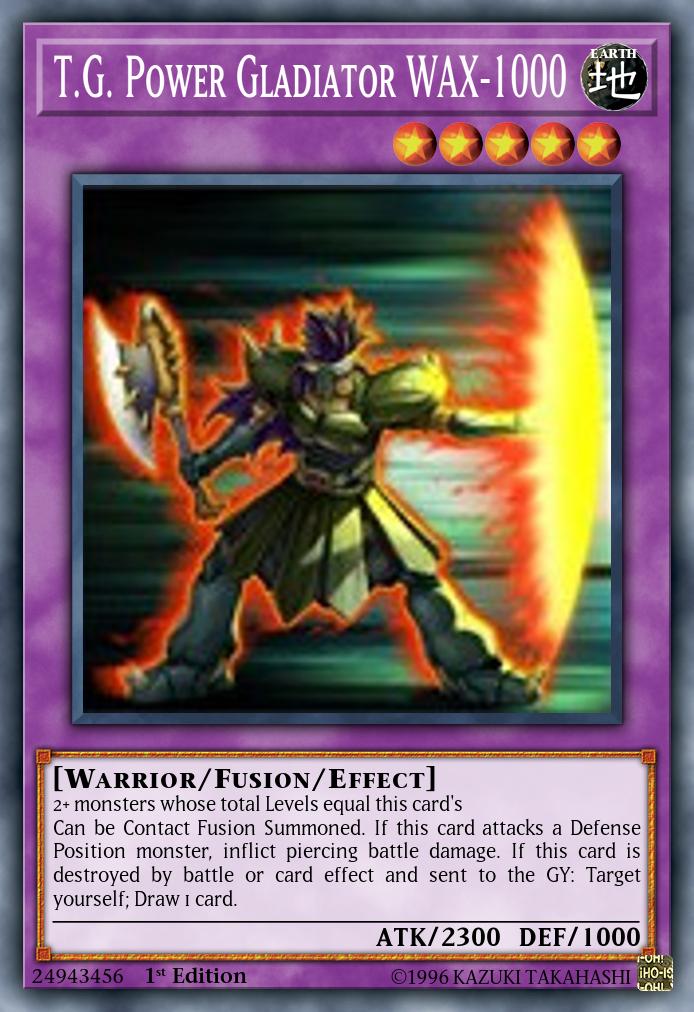 T.G. Power Gladiator WAX-1000
EARTH
地
[Warrior/Fusion/Effect]
2+ monsters whose total Levels equal this card's
Can be Contact Fusion Summoned. If this card attacks a Defense
Position monster, inflict piercing battle damage. If this card is
destroyed by battle or card effect and sent to the GY: Target
yourself; Draw 1 card.
ATK/2300 DEF/1000
24943456 1st Edition ©1996 KAZUKI TAKAHASHI